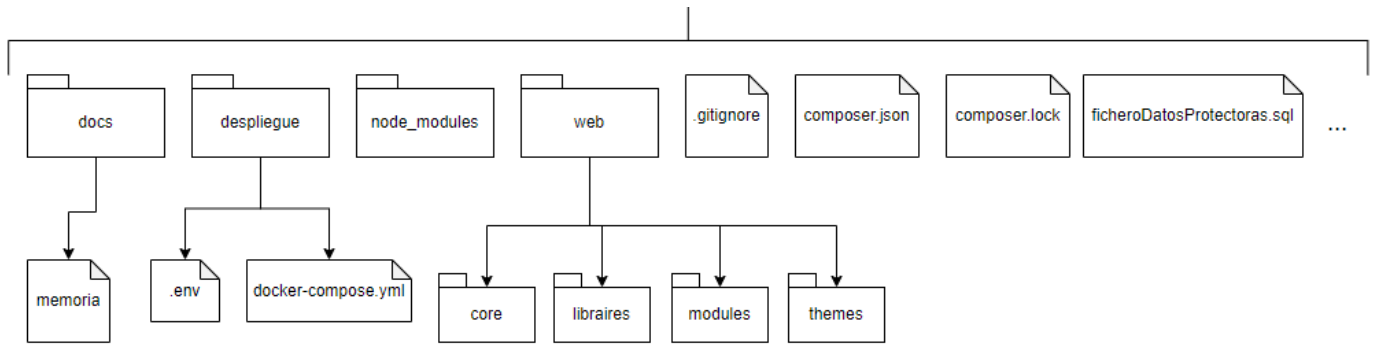 docs
despliegue
node_modules
web
.gitignore
composer.json
composer.lock
ficheroDatosProtectoras.sql
...
memoria
.env
docker-compose.yml
core
libraires
modules
themes